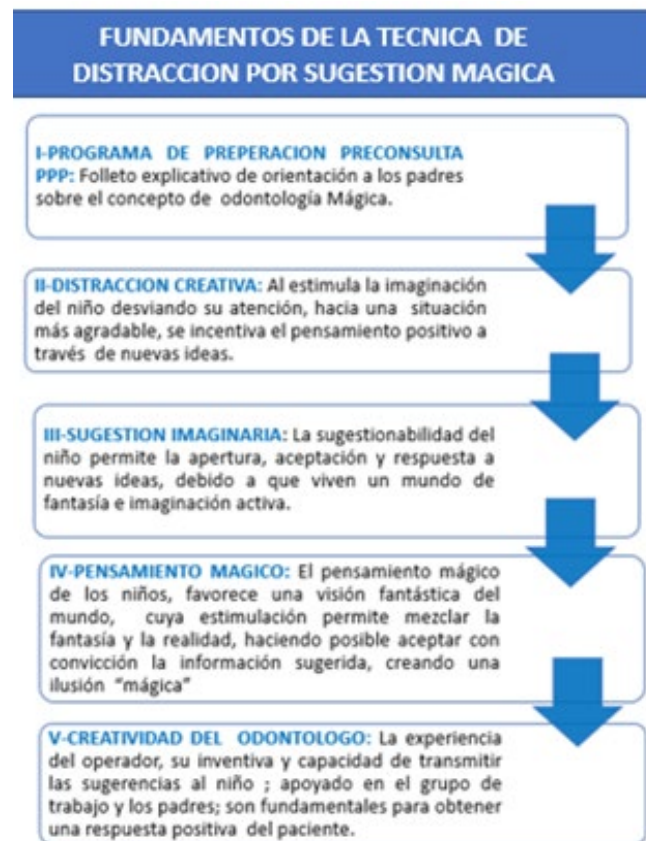 FUNDAMENTOS DE LA TECNICA DE
DISTRACCION POR SUGESTION MAGICA
I-PROGRAMA DE PREPERACION PRECONSULTA
PPP: Folleto explicativo de orientación a los padres
sobre el concepto de odontología Mágica.
II-DISTRACCION CREATIVA: Al estimula la imaginación
del niño desviando su atención, hacia una situación
más agradable, se incentiva el pensamiento positivo a
través de nuevas ideas.
III-SUGESTION IMAGINARIA: La sugestionabilidad del
niño permite la apertura, aceptación y respuesta a
nuevas ideas, debido a que viven un mundo de
fantasía e imaginación activa.
IV-PENSAMIENTO MAGICO: El pensamiento mágico
de los niños, favorece una visión fantástica del
mundo, cuya estimulación permite mezclar la
fantasía y la realidad, haciendo posible aceptar con
convicción la información sugerida, creando una
ilusión “mágica”
V-CREATIVIDAD DEL ODONTOLOGO: La experiencia
del operador, su inventiva y capacidad de transmitir
las sugerencias al niño ; apoyado en el grupo de
trabajo y los padres; son fundamentales para obtener
una respuesta positiva del paciente.